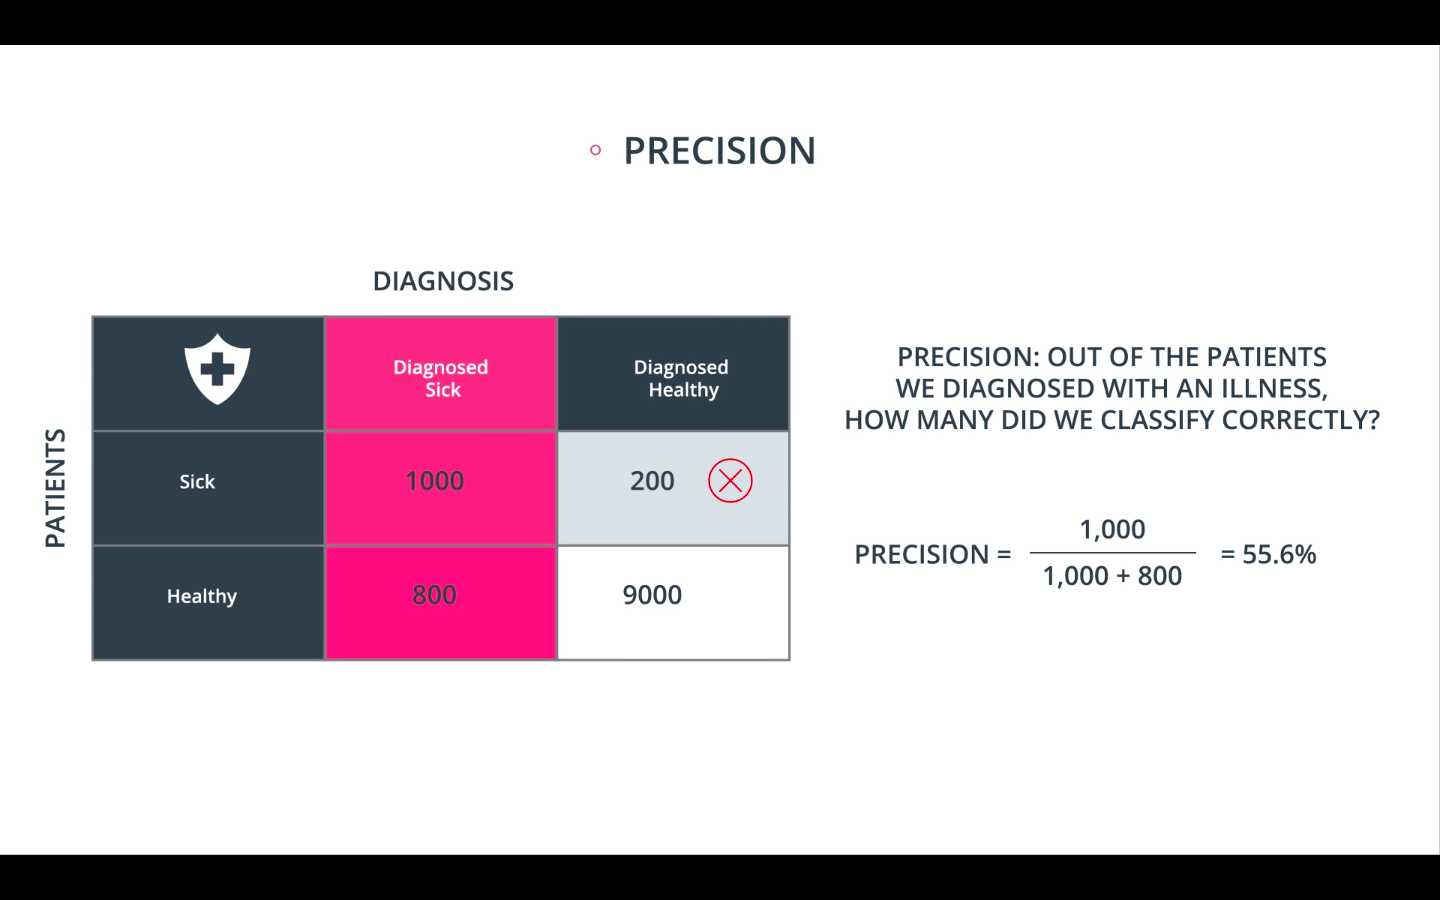 PRECISION
DIAGNOSIS
PATIENTS
Diagnosed
Sick
Diagnosed
Healthy
Sick
1000
200
Healthy
800
9000
PRECISION: OUT OF THE PATIENTS
WE DIAGNOSED WITH AN ILLNESS,
HOW MANY DID WE CLASSIFY CORRECTLY?
1,000
PRECISION = = 55.6%
1,000 + 800